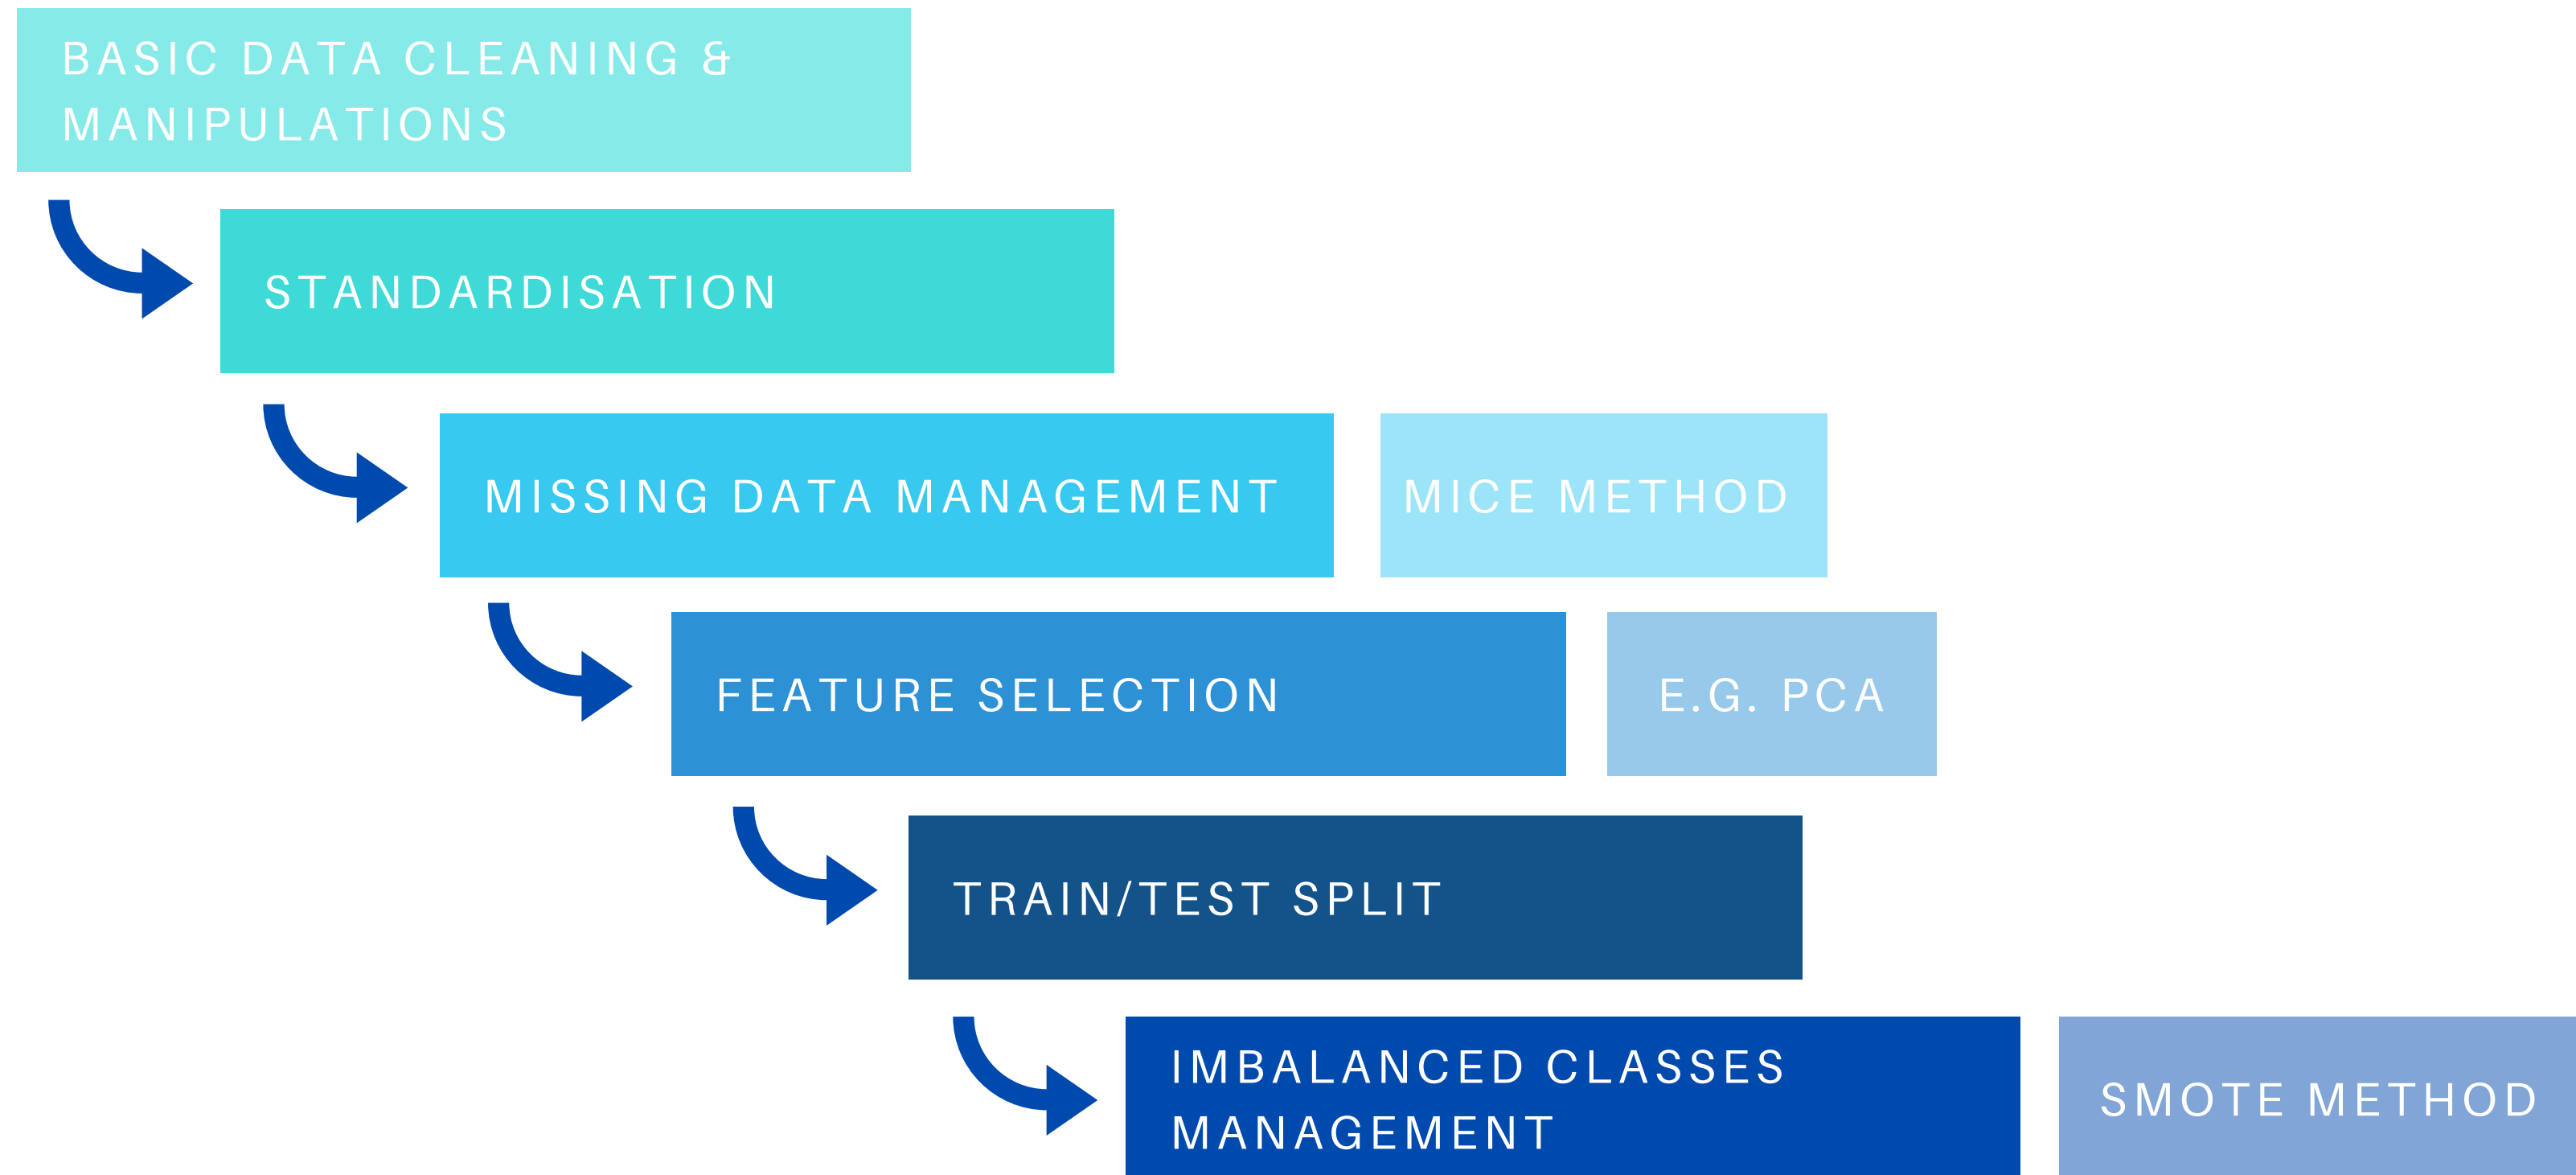 BASIC DATA CLEANING &
MANIPULATIONS
STANDARDISATION
MISSING DATA MANAGEMENT
MICE METHOD
FEATURE SELECTION
E.G. PCA
TRAIN/TEST SPLIT
IMBALANCED CLASSES
MANAGEMENT
SMOTE METHOD